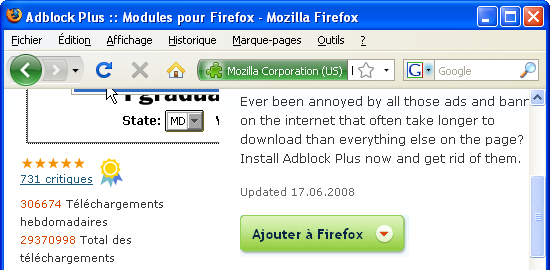 Adblock Plus :: Modules pour Firefox - Mozilla Firefox
Fichier Édition Affichage Historique Marque-pages Outils ?
Mozilla Corporation (US) Google
State: MD
Ever been annoyed by all those ads and bann
on the internet that often take longer to
download than everything else on the page?
Install Adblock Plus now and get rid of them.
731 critiques
Updated 17.06.2008
306674 Téléchargements
hebdomadaires
29370998 Total des
téléchargements
Ajouter à Firefox